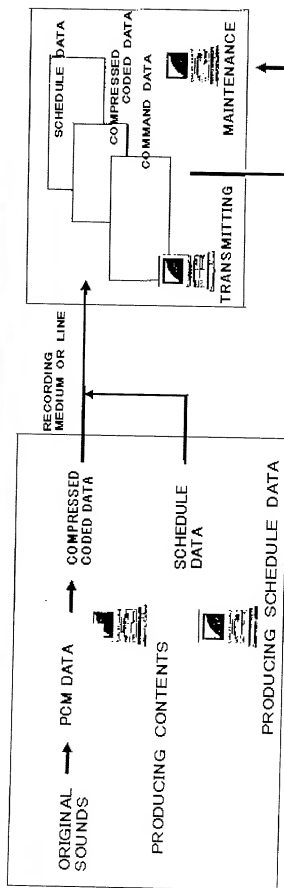 ORIGINAL
SOUNDS
PCM DATA
COMPRESSED
CODED DATA
PRODUCING CONTENTS
SCHEDULE
DATA
PRODUCING SCHEDULE DATA
RECORDING
MEDIUM OR LINE
SCHEDULE DATA
COMPRESSED
CODED DATA
COMMAND DATA
TRANSMITTING
MAINTENANCE